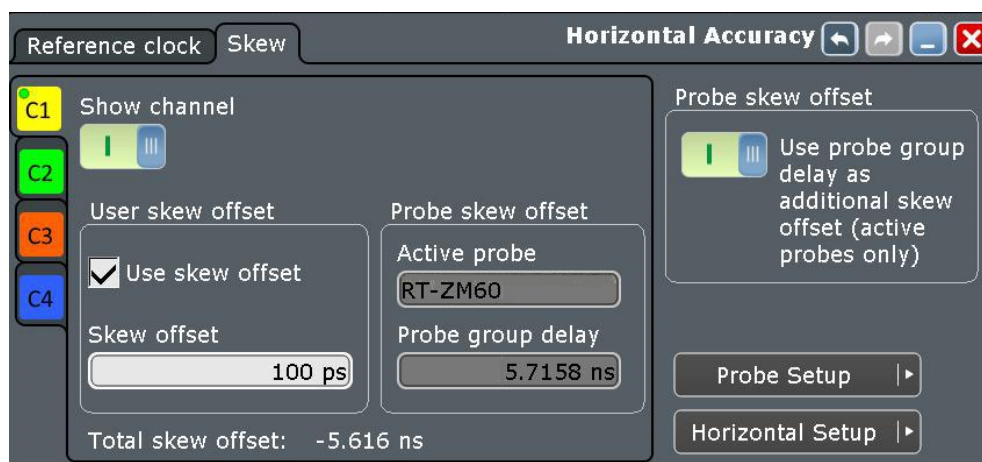 Reference clock
Skew
Horizontal Accuracy
C1
C2
C3
C4
Show channel
User skew offset
Use skew offset
Skew offset
100 ps
Probe skew offset
Active probe
RT-ZM60
Probe group delay
5.7158 ns
Total skew offset: -5.616 ns
Probe skew offset
Use probe group
delay as
additional skew
offset (active
probes only)
Probe Setup
Horizontal Setup